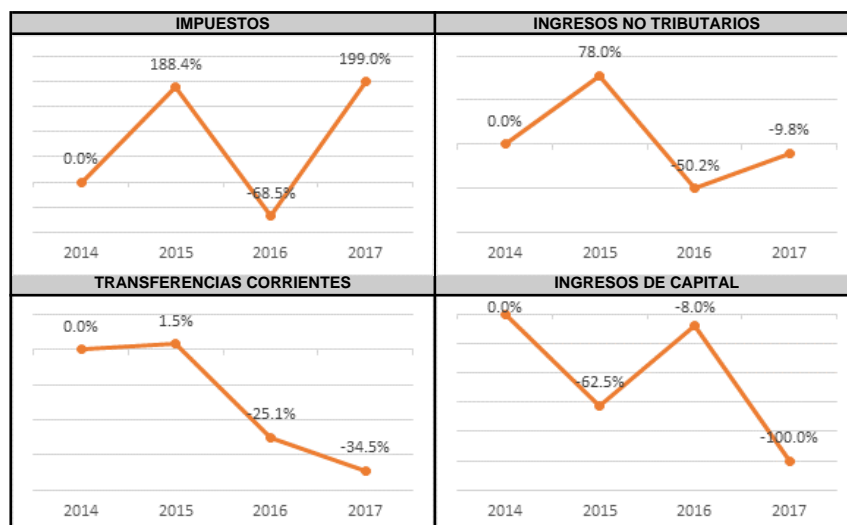 IMPUESTOS
188.4%
199.0%
0.0%
-68.5%
2014 2015 2016 2017
INGRESOS NO TRIBUTARIOS
78.0%
0.0%
-9.8%
-50.2%
2014 2015 2016 2017
TRANSFERENCIAS CORRIENTES
0.0%
1.5%
-25.1%
-34.5%
2014 2015 2016 2017
INGRESOS DE CAPITAL
0.0%
-8.0%
-62.5%
-100.0%
2014 2015 2016 2017